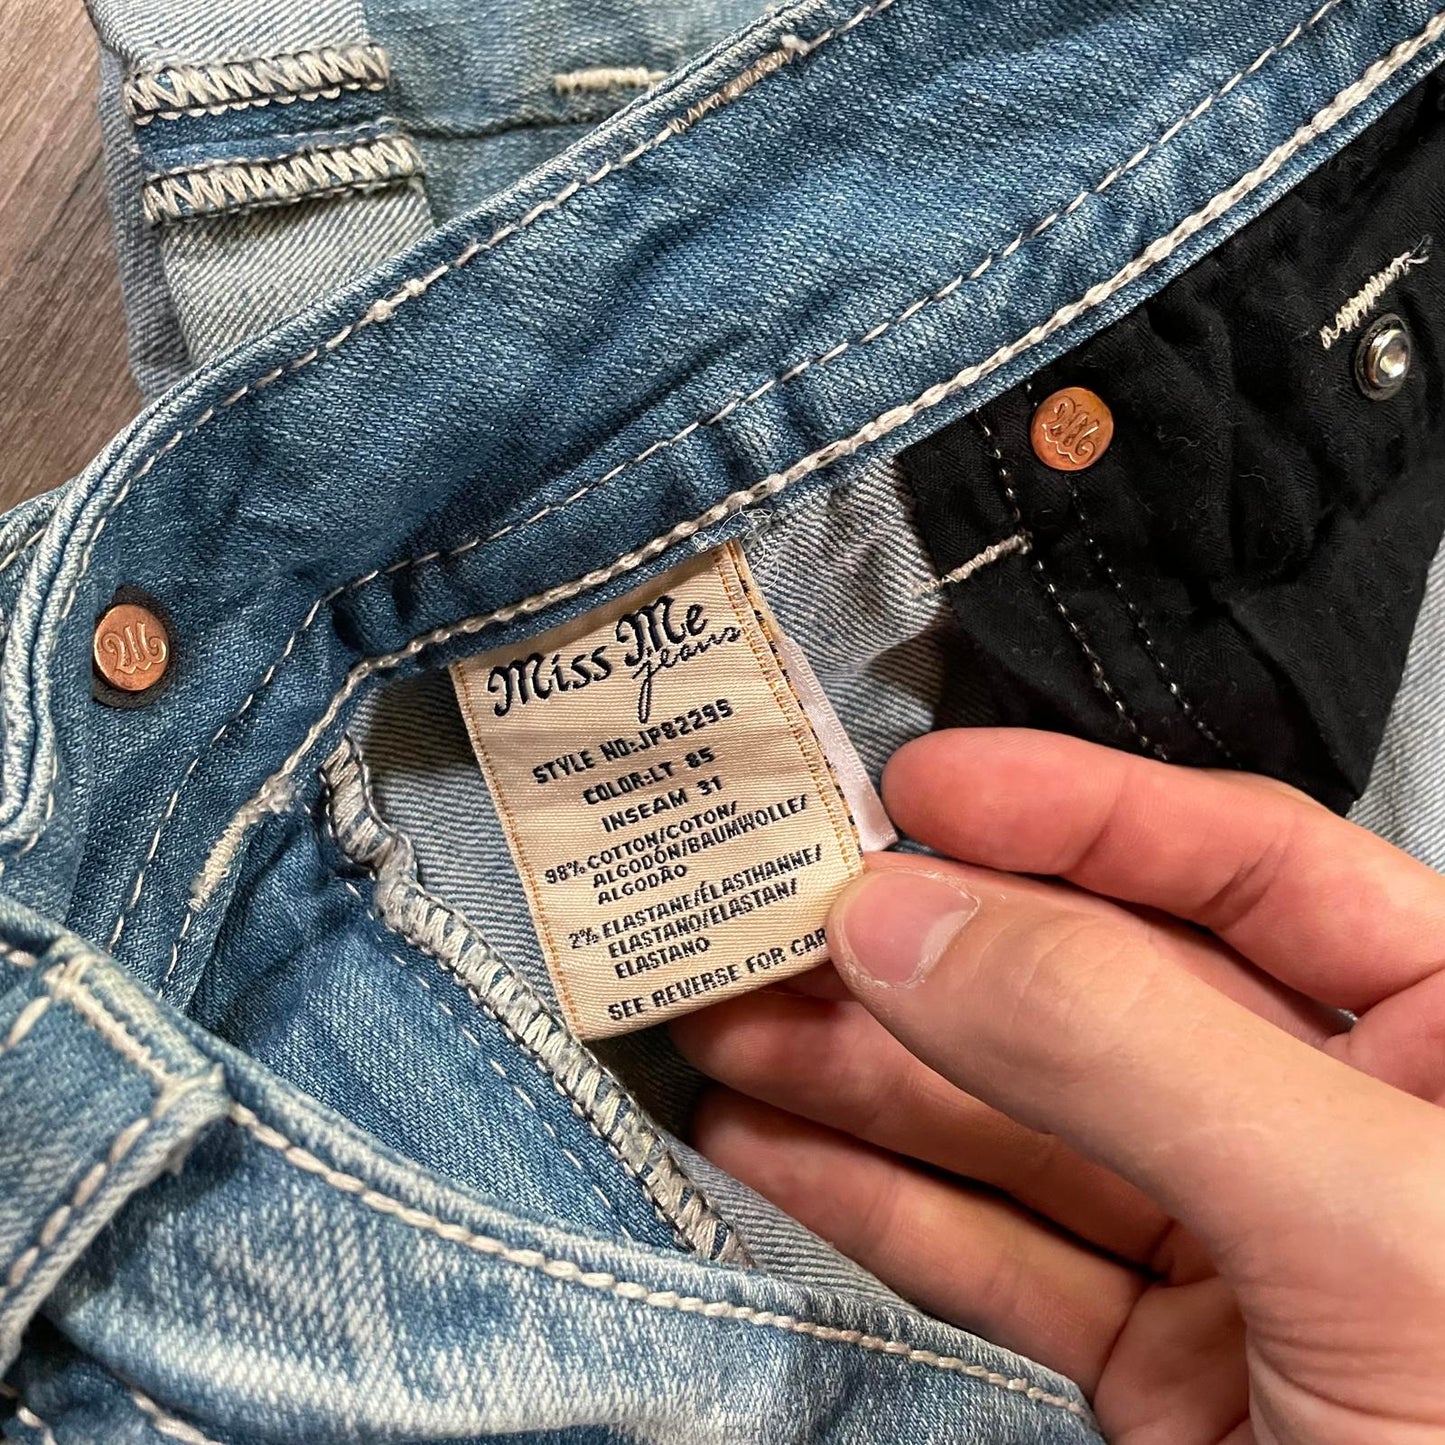 Miss Me
jeans
STYLE NO:JP82295
COLOR:LT 85
INSEAM 31
98% COTTON/COTON/
ALGODÓN/BAUMWOLLE/
ALGODÃO
2% ELASTANE/ÉLASTHANNE/
ELASTANO/ELASTAN/
ELASTANO
SEE REVERSE FOR CAR